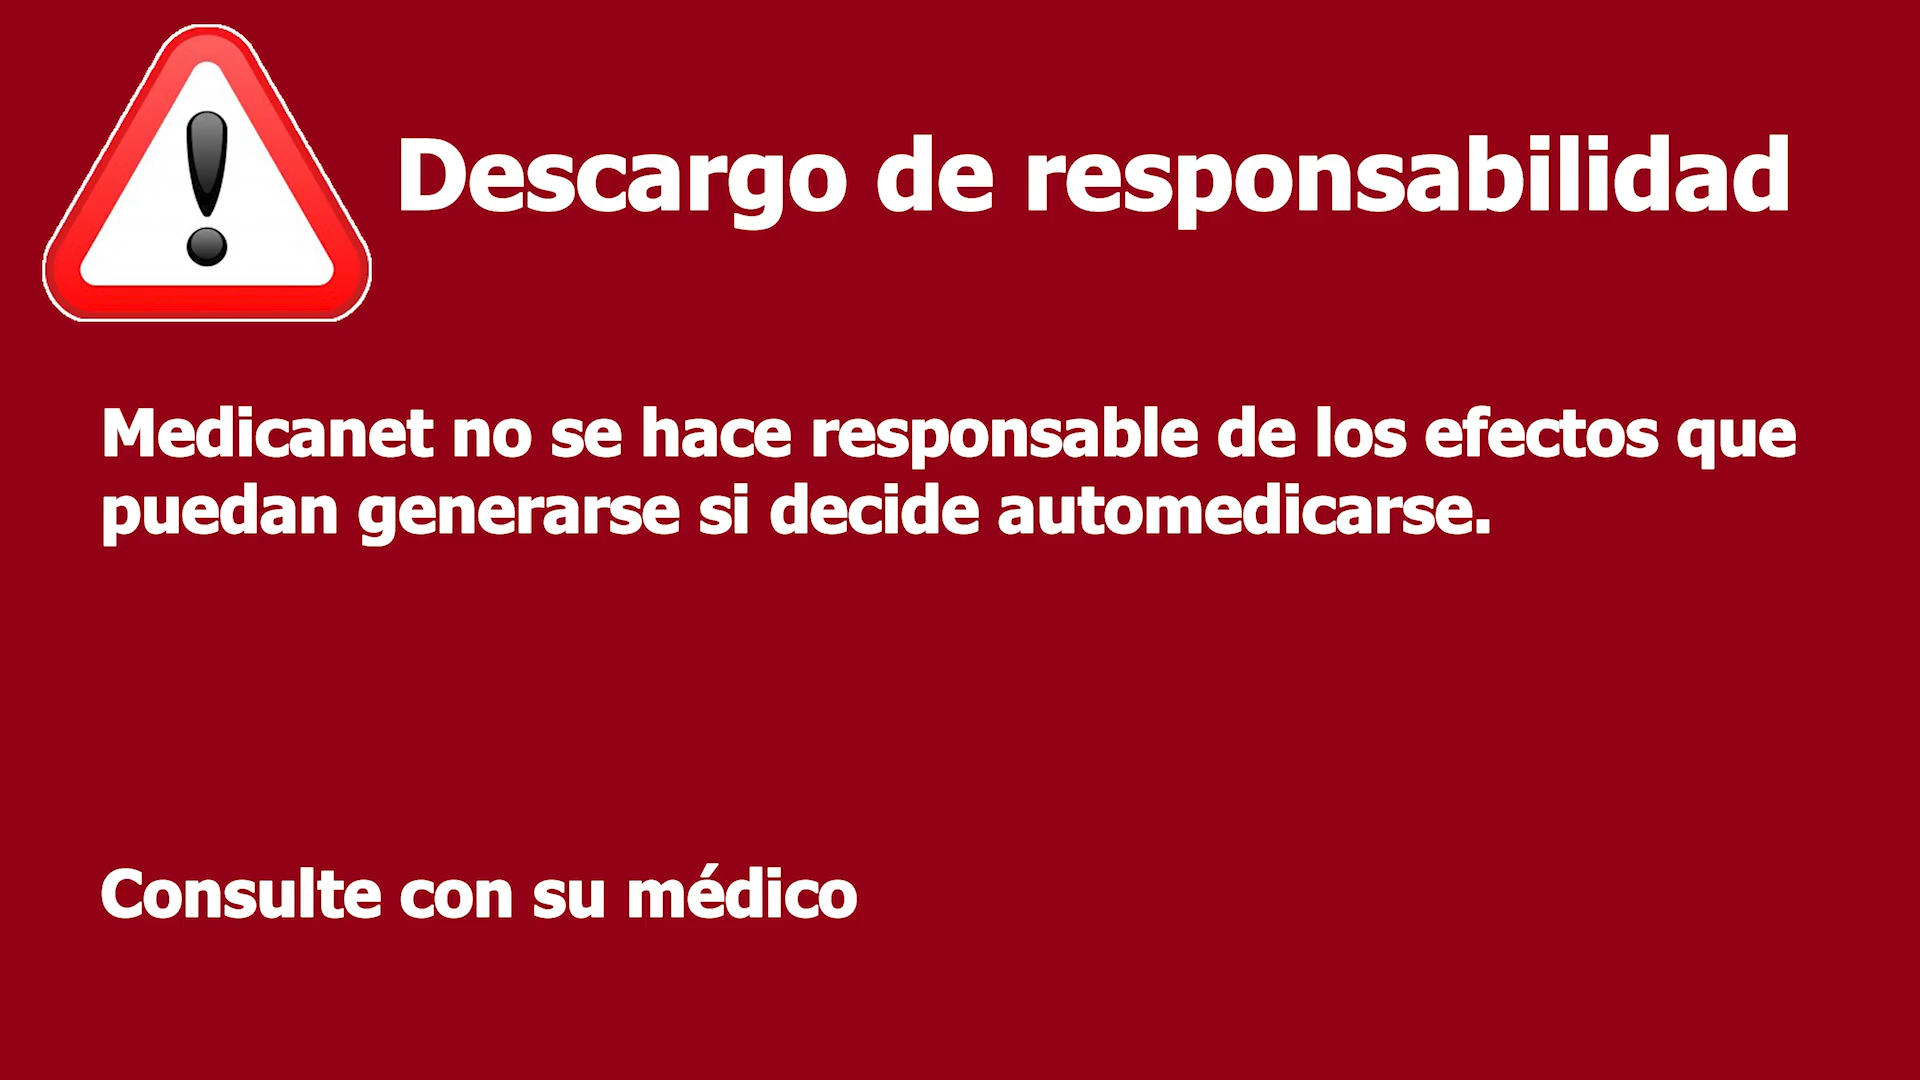 Descargo de responsabilidad
Medicanet no se hace responsable de los efectos que
puedan generarse si decide automedicarse.
Consulte con su médico